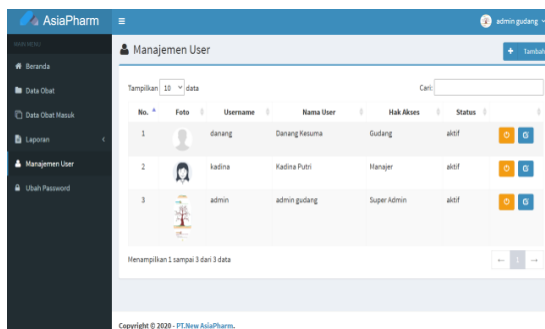 AsiaPharm
admin gudang
MAIN MENU
Beranda
Data Obat
Data Obat Masuk
Laporan
Manajemen User
Ubah Password
Manajemen User
+ Tambah
Tampilkan 10 data
Cari:
No. Foto Username Nama User Hak Akses Status
1 danang Danang Kesuma Gudang aktif
2 kadina Kadina Putri Manajer aktif
3 admin admin gudang Super Admin aktif
Menampilkan 1 sampai 3 dari 3 data
← 1 →
Copyright © 2020 - PT.New AsiaPharm.